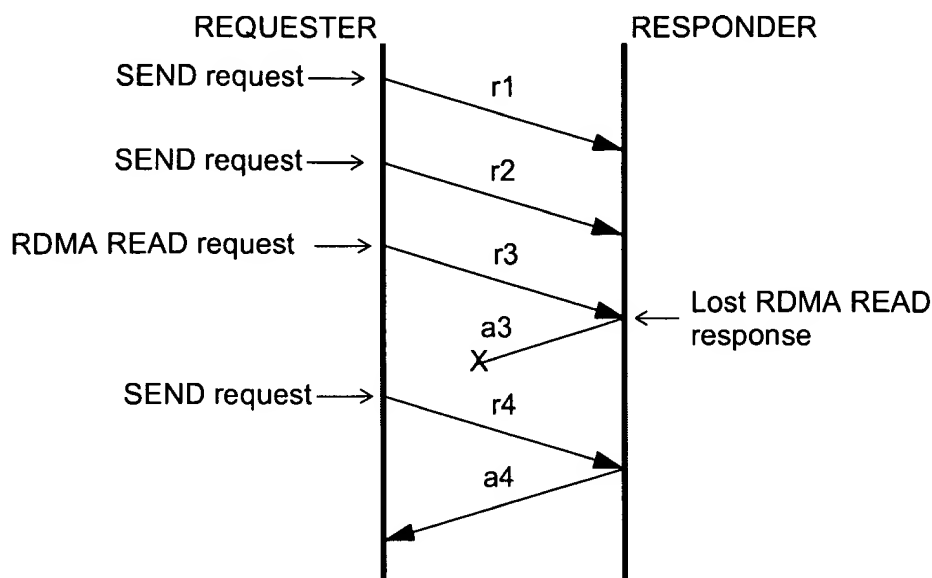 REQUESTER
RESPONDER
SEND request
r1
SEND request
r2
RDMA READ request
r3
Lost RDMA READ
response
a3
X
SEND request
r4
a4